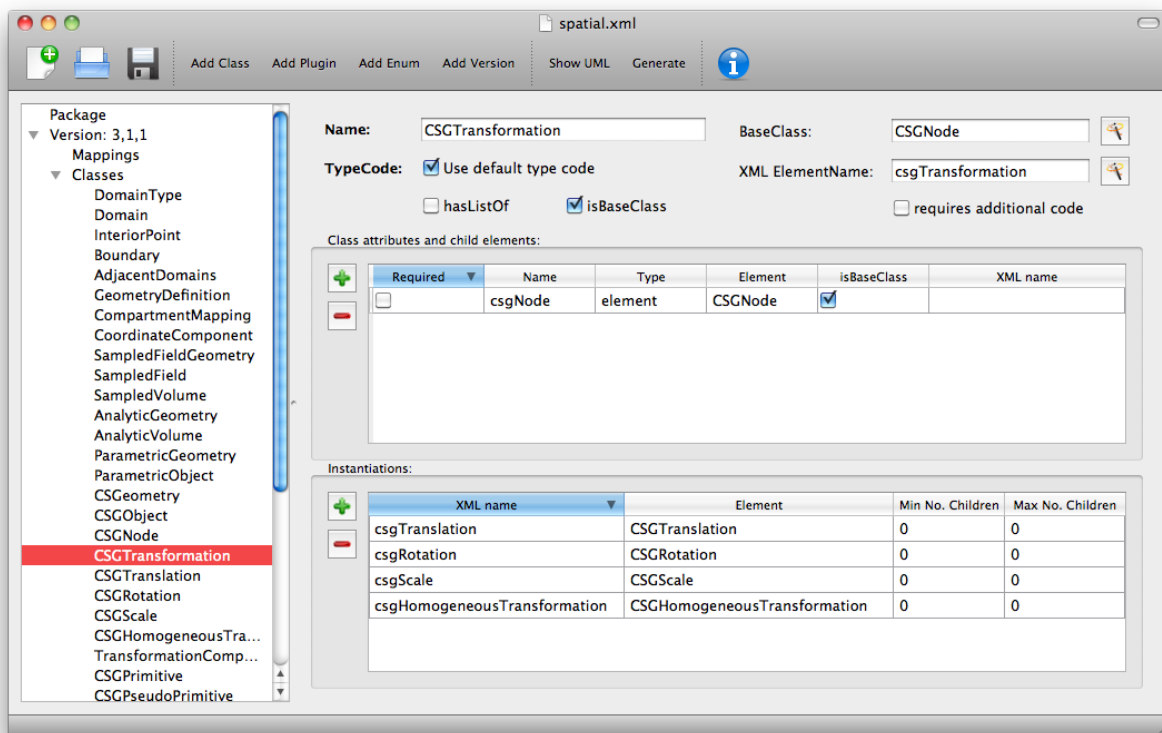 spatial.xml
Add Class Add Plugin Add Enum Add Version Show UML Generate
Package
Version: 3,1,1
Mappings
Classes
DomainType
Domain
InteriorPoint
Boundary
AdjacentDomains
GeometryDefinition
CompartmentMapping
CoordinateComponent
SampledFieldGeometry
SampledField
SampledVolume
AnalyticGeometry
AnalyticVolume
ParametricGeometry
ParametricObject
CSGeometry
CSGObject
CSGNode
CSGTransformation
CSGTranslation
CSGRotation
CSGScale
CSGHomogeneousTra...
TransformationComp...
CSGPrimitive
CSGPseudoPrimitive
Name: CSGTransformation BaseClass: CSGNode
TypeCode: Use default type code XML ElementName: csgTransformation
hasListOf isBaseClass requires additional code
Class attributes and child elements:
Required Name Type Element isBaseClass XML name
csgNode element CSGNode
Instantiations:
XML name Element Min No. Children Max No. Children
csgTranslation CSGTranslation 0 0
csgRotation CSGRotation 0 0
csgScale CSGScale 0 0
csgHomogeneousTransformation CSGHomogeneousTransformation 0 0